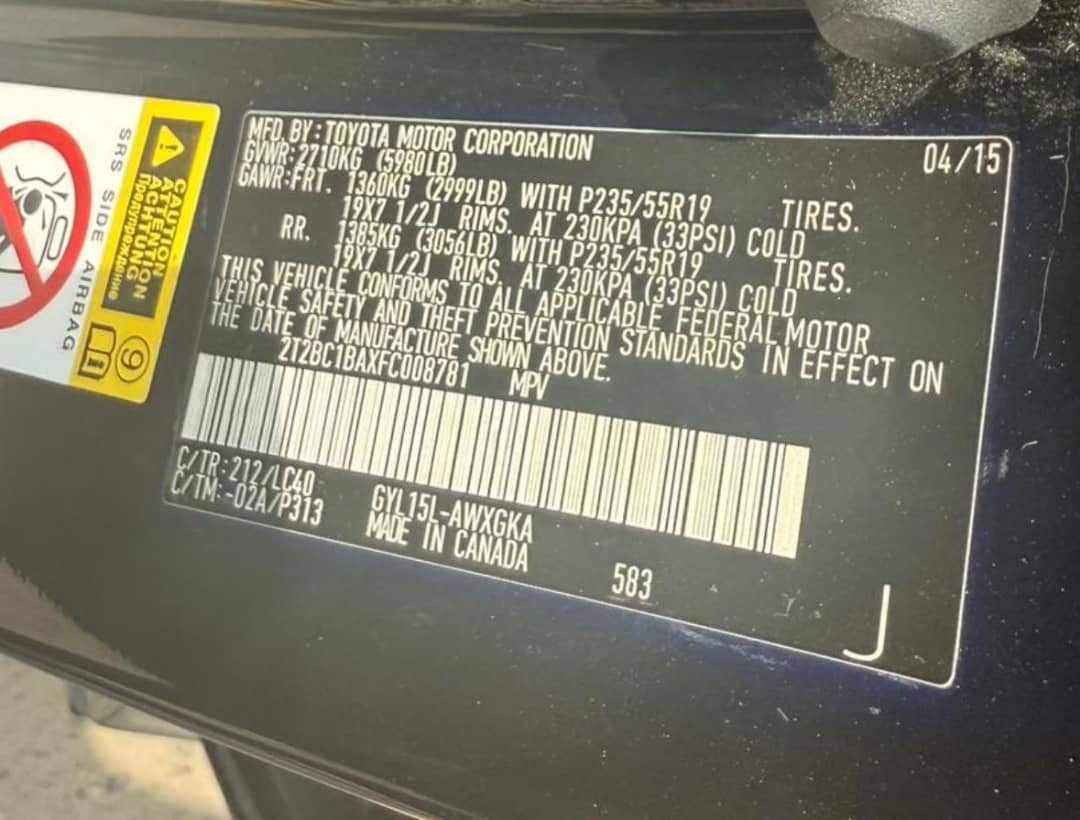 MFD. BY : TOYOTA MOTOR CORPORATION 04/15
GVWR: 2710KG (5980LB)
GAWR:FRT. 1360KG (2999LB) WITH P235/55R19 TIRES.
19X7 1/2J RIMS. AT 230KPA (33PSI) COLD
RR. 1385KG (3056LB) WITH P235/55R19 TIRES.
19X7 1/2J RIMS. AT 230KPA (33PSI) COLD
THIS VEHICLE CONFORMS TO ALL APPLICABLE FEDERAL MOTOR
VEHICLE SAFETY AND THEFT PREVENTION STANDARDS IN EFFECT ON
THE DATE OF MANUFACTURE SHOWN ABOVE.
2T2BC1BAXFC008781 MPV
C/TR: 212/LC40
C/TM:-02A/P313
GYL15L-AWXGKA
MADE IN CANADA
583
J
SRS SIDE AIRBAG
CAUTION
ATTENTION
ACHTUNG
Предупреждение
9